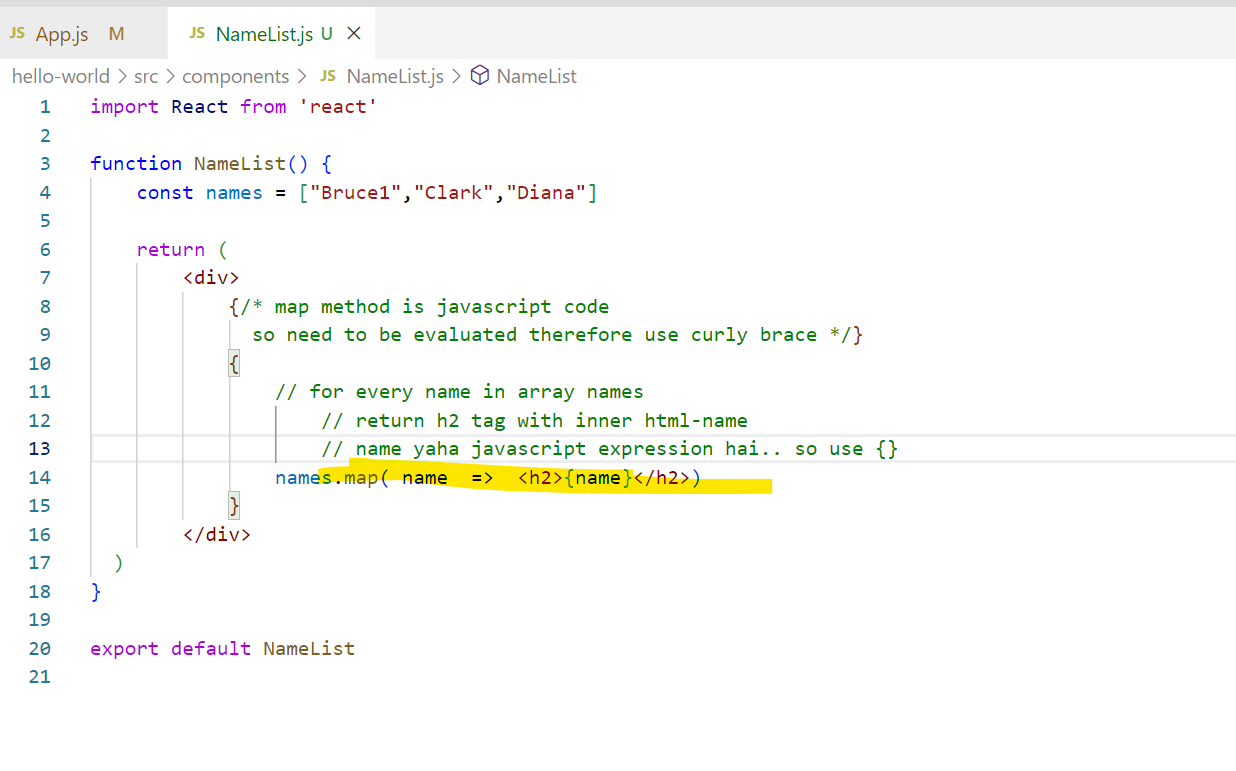 JS App.js M JS NameList.js U ×
hello-world > src > components > JS NameList.js > NameList
1 import React from 'react'
2
3 function NameList() {
4 const names = ["Bruce1","Clark","Diana"]
5
6 return (
7 <div>
8 {/* map method is javascript code
9 so need to be evaluated therefore use curly brace */}
10 {
11 // for every name in array names
12 // return h2 tag with inner html-name
13 // name yaha javascript expression hai.. so use {}
14 names.map( name => <h2>{name}</h2>)
15 }
16 </div>
17 )
18 }
19
20 export default NameList
21